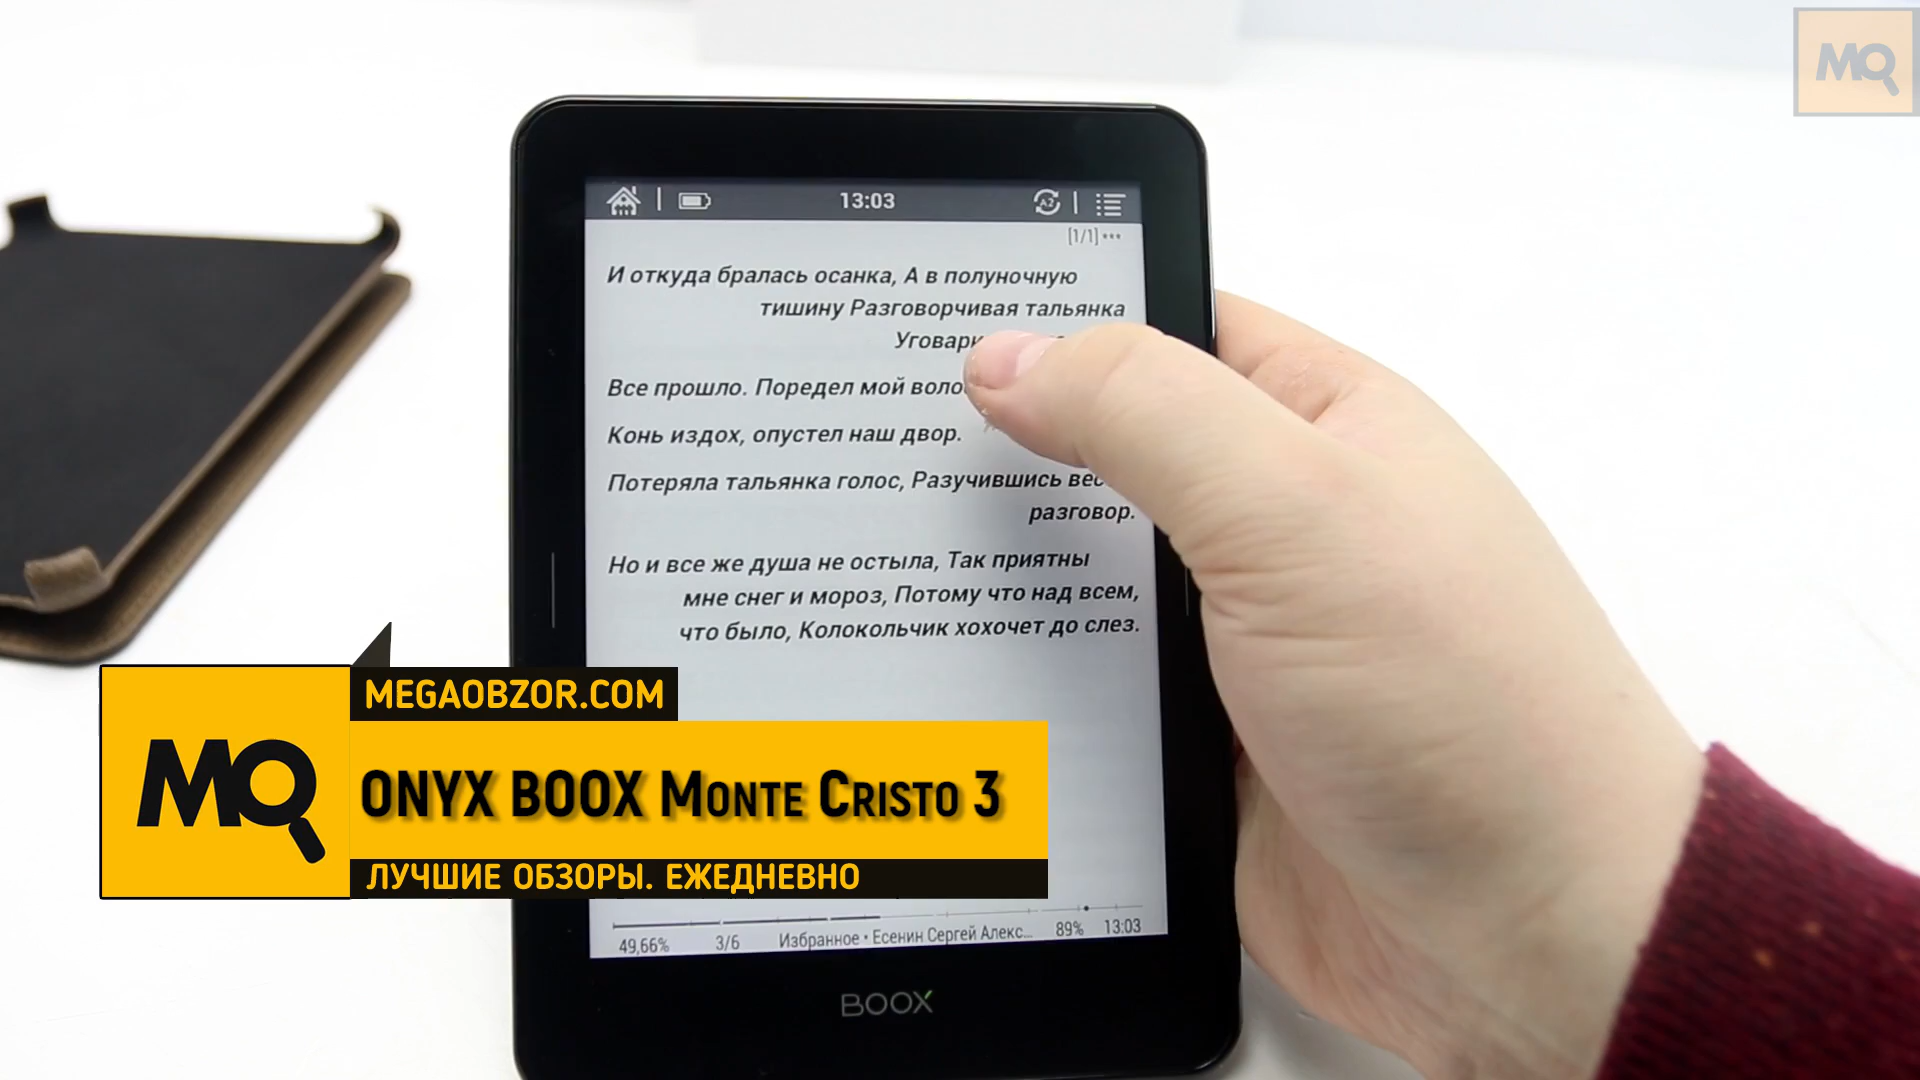 MQ
13:03
A2
[1/1]•••
И откуда бралась осанка, А в полуночную
тишину Разговорчивая тальянка
Все прошло. Поредел мой
Конь издох, опустел наш двор.
Потеряла тальянка голос, Разучившись
разговор.
Но и все же душа не остыла, Так приятны
мне снег и мороз, Потому что над всем,
что было, Колокольчик хохочет до слез.
MEGAOBZOR.COM
MQ
ONYX BOOX Monte Cristo 3
ЛУЧШИЕ ОБЗОРЫ. ЕЖЕДНЕВНО
49,66% 3/6 Избранное • Есенин Сергей Алекс... 89% 13:03
BOOX